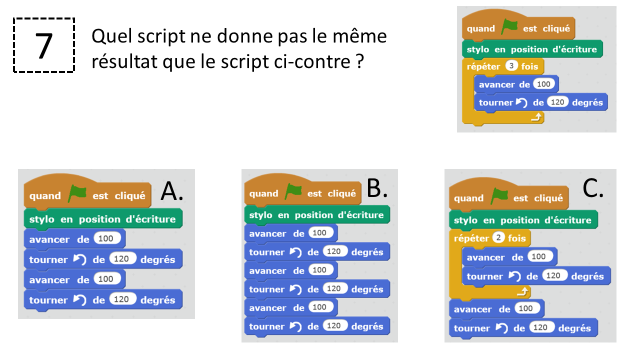 7
Quel script ne donne pas le même
résultat que le script ci-contre ?
quand est cliqué
stylo en position d'écriture
répéter 3 fois
avancer de 100
tourner de 120 degrés
A.
quand est cliqué
stylo en position d'écriture
avancer de 100
tourner de 120 degrés
avancer de 100
tourner de 120 degrés
B.
quand est cliqué
stylo en position d'écriture
avancer de 100
tourner de 120 degrés
avancer de 100
tourner de 120 degrés
avancer de 100
tourner de 120 degrés
C.
quand est cliqué
stylo en position d'écriture
répéter 2 fois
avancer de 100
tourner de 120 degrés
avancer de 100
tourner de 120 degrés